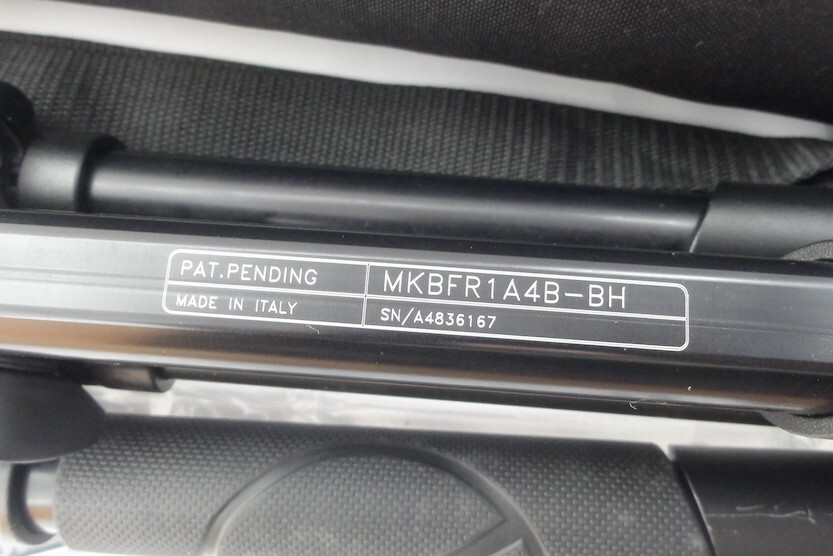 PAT.PENDING
MKBFR1A4B-BH
MADE IN ITALY
SN/A4836167